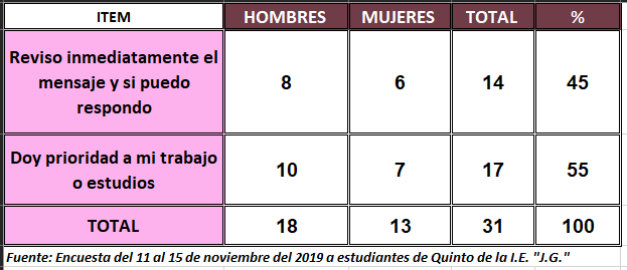 ITEM HOMBRES MUJERES TOTAL %
Reviso inmediatamente el
mensaje y si puedo
respondo
8 6 14 45
Doy prioridad a mi trabajo
o estudios
10 7 17 55
TOTAL 18 13 31 100
Fuente: Encuesta del 11 al 15 de noviembre del 2019 a estudiantes de Quinto de la I.E. "J.G."